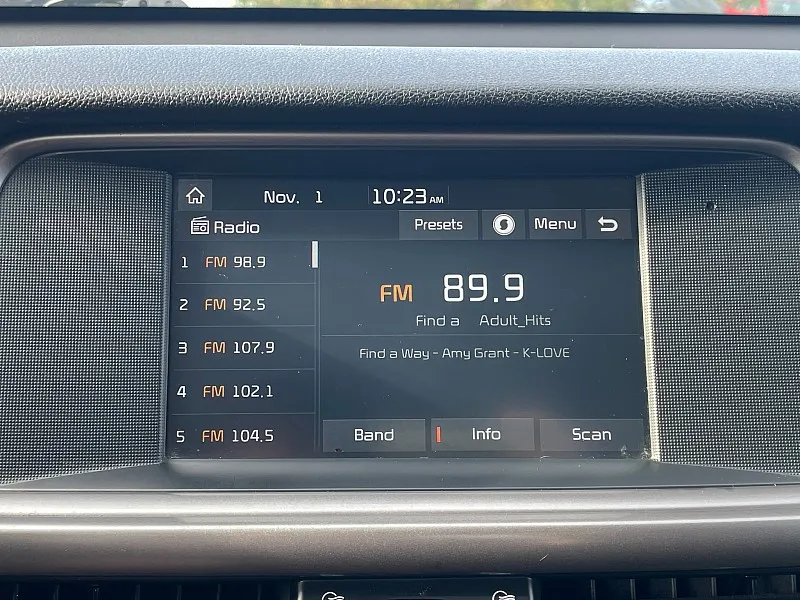 Nov. 1 10:23 AM
Radio Presets Menu
1 FM 98.9
2 FM 92.5
3 FM 107.9
4 FM 102.1
5 FM 104.5
FM 89.9
Find a Adult_Hits
Find a Way - Amy Grant - K-LOVE
Band Info Scan